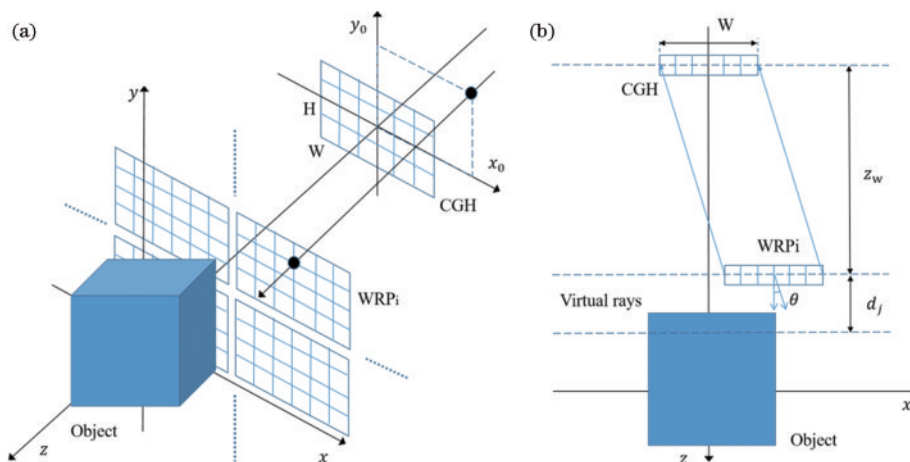 (a)
y₀
y
H
W
x₀
CGH
WRPi
Object
z
x
(b)
W
CGH
z_w
WRPi
Virtual rays
θ
d_j
x
Object
z